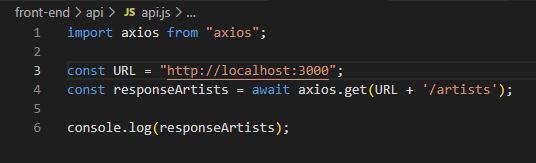 front-end > api > JS api.js > ...
1 import axios from "axios";
2
3 const URL = "http://localhost:3000";
4 const responseArtists = await axios.get(URL + '/artists');
5
6 console.log(responseArtists);